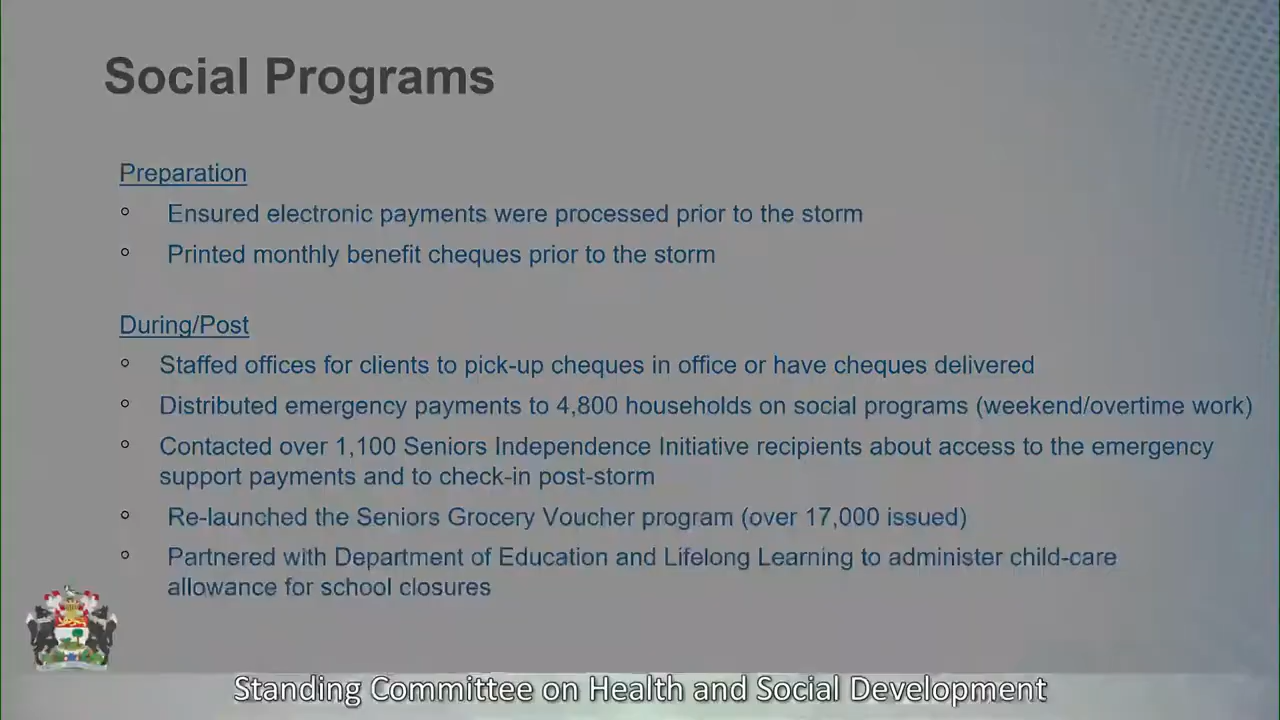 Social Programs
Preparation
° Ensured electronic payments were processed prior to the storm
° Printed monthly benefit cheques prior to the storm
During/Post
° Staffed offices for clients to pick-up cheques in office or have cheques delivered
° Distributed emergency payments to 4,800 households on social programs (weekend/overtime work)
° Contacted over 1,100 Seniors Independence Initiative recipients about access to the emergency
support payments and to check-in post-storm
° Re-launched the Seniors Grocery Voucher program (over 17,000 issued)
° Partnered with Department of Education and Lifelong Learning to administer child-care
allowance for school closures
Standing Committee on Health and Social Development